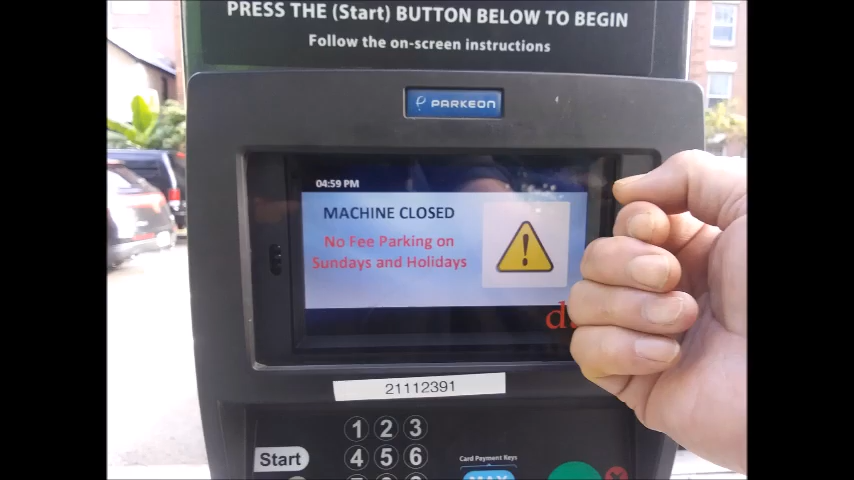 PRESS THE (Start) BUTTON BELOW TO BEGIN
Follow the on-screen instructions
PARKEON
04:59 PM
MACHINE CLOSED
No Fee Parking on
Sundays and Holidays
21112391
1 2 3
Start
4 5 6
Card Payment Keys
MAX